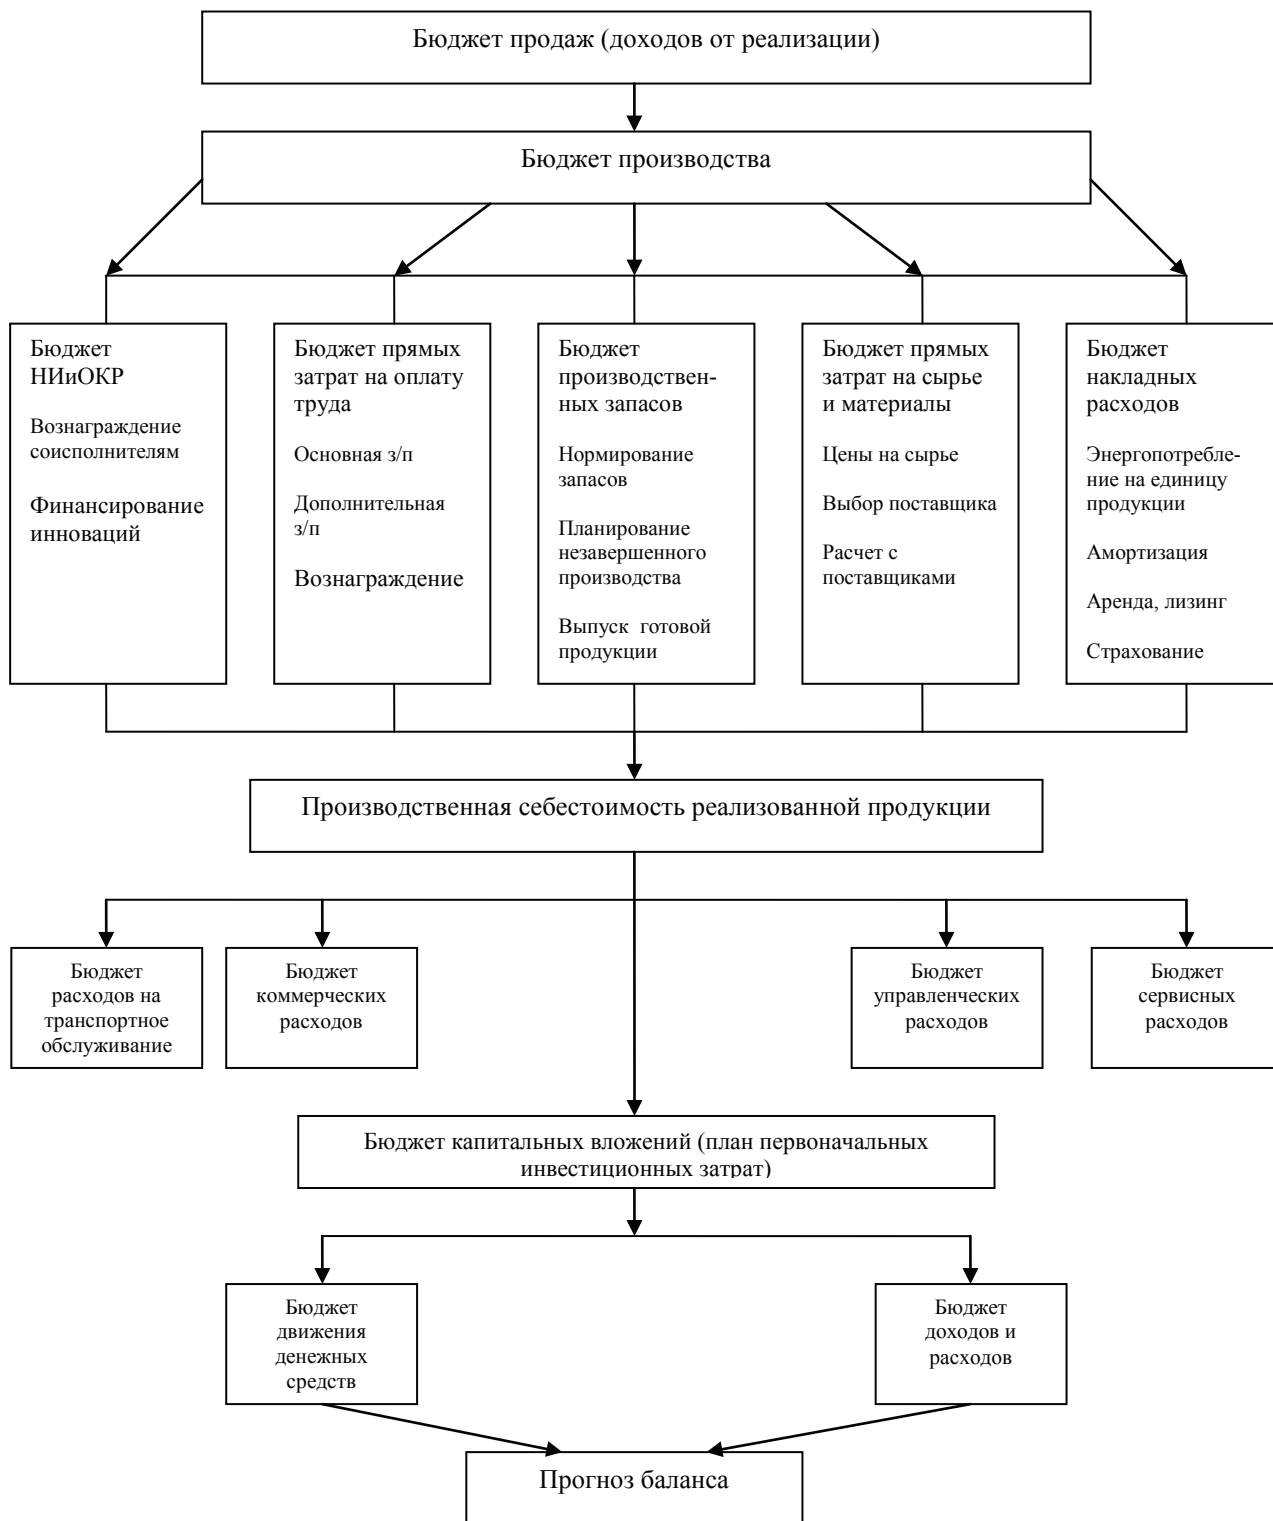 Бюджет продаж (доходов от реализации)
Бюджет производства
Бюджет
НИиОКР
Вознаграждение
соисполнителям
Финансирование
инноваций
Бюджет прямых
затрат на оплату
труда
Основная з/п
Дополнительная
з/п
Вознаграждение
Бюджет
производствен-
ных запасов
Нормирование
запасов
Планирование
незавершенного
производства
Выпуск готовой
продукции
Бюджет прямых
затрат на сырье
и материалы
Цены на сырье
Выбор поставщика
Расчет с
поставщиками
Бюджет
накладных
расходов
Энергопотребле-
ние на единицу
продукции
Амортизация
Аренда, лизинг
Страхование
Производственная себестоимость реализованной продукции
Бюджет
расходов на
транспортное
обслуживание
Бюджет
коммерческих
расходов
Бюджет
управленческих
расходов
Бюджет
сервисных
расходов
Бюджет капитальных вложений (план первоначальных
инвестиционных затрат)
Бюджет
движения
денежных
средств
Бюджет
доходов и
расходов
Прогноз баланса